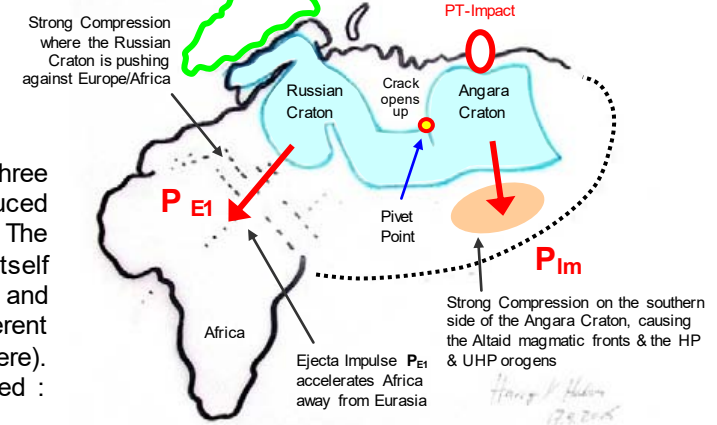 PT-Impact
Strong Compression
where the Russian
Craton is pushing
against Europe/Africa
Russian
Craton
Crack
opens
up
Angara
Craton
hree
uced
The
tself
and
erent
ere).
ed :
P E1
Pivet
Point
PIm
Africa
Ejecta Impulse PE1
accelerates Africa
away from Eurasia
Strong Compression on the southern
side of the Angara Craton, causing
the Altaid magmatic fronts & the HP
& UHP orogens